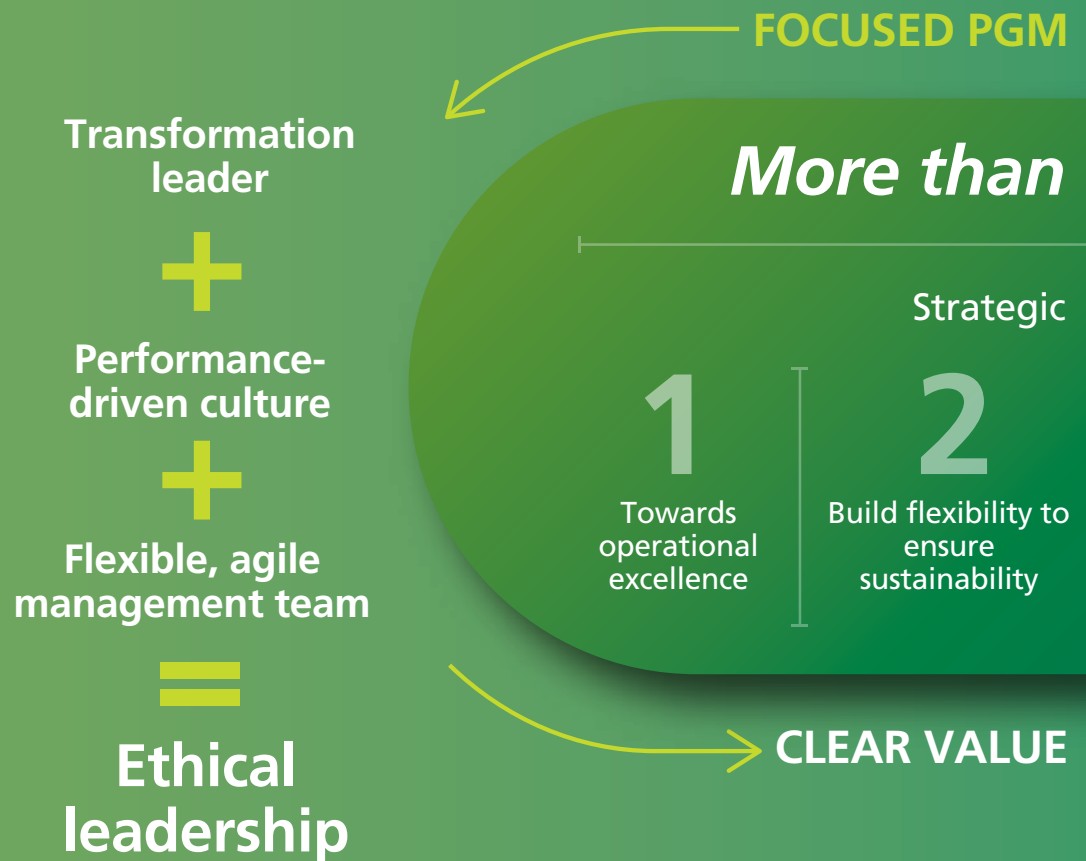 FOCUSED PGM
Transformation
leader
+
Performance-
driven culture
+
Flexible, agile
management team
=
Ethical
leadership
More than
Strategic
1
Towards
operational
excellence
2
Build flexibility to
ensure
sustainability
CLEAR VALUE